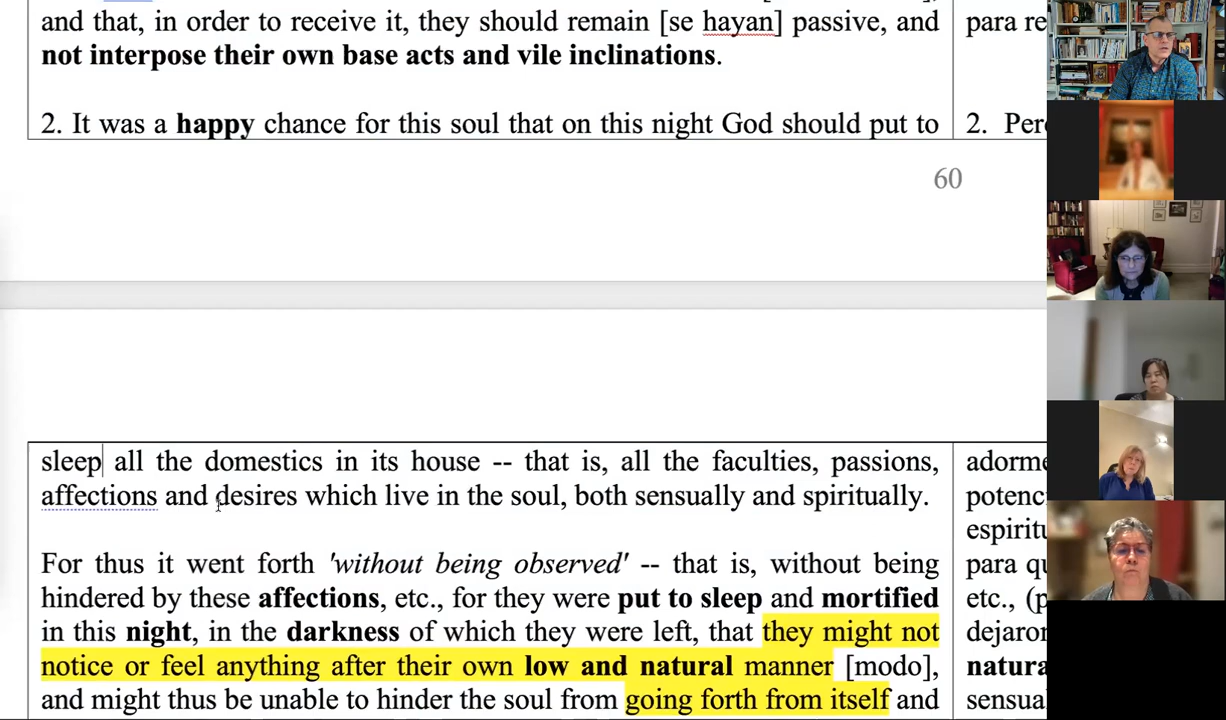 and that, in order to receive it, they should remain [se hayan] passive, and
not interpose their own base acts and vile inclinations.
2. It was a happy chance for this soul that on this night God should put to
60
sleep all the domestics in its house -- that is, all the faculties, passions,
affections and desires which live in the soul, both sensually and spiritually.
For thus it went forth 'without being observed' -- that is, without being
hindered by these affections, etc., for they were put to sleep and mortified
in this night, in the darkness of which they were left, that they might not
notice or feel anything after their own low and natural manner [modo],
and might thus be unable to hinder the soul from going forth from itself and
para re
2. Per
adorme
potenc
espiritu
para qu
etc., (p
dejaron
natura
sensual